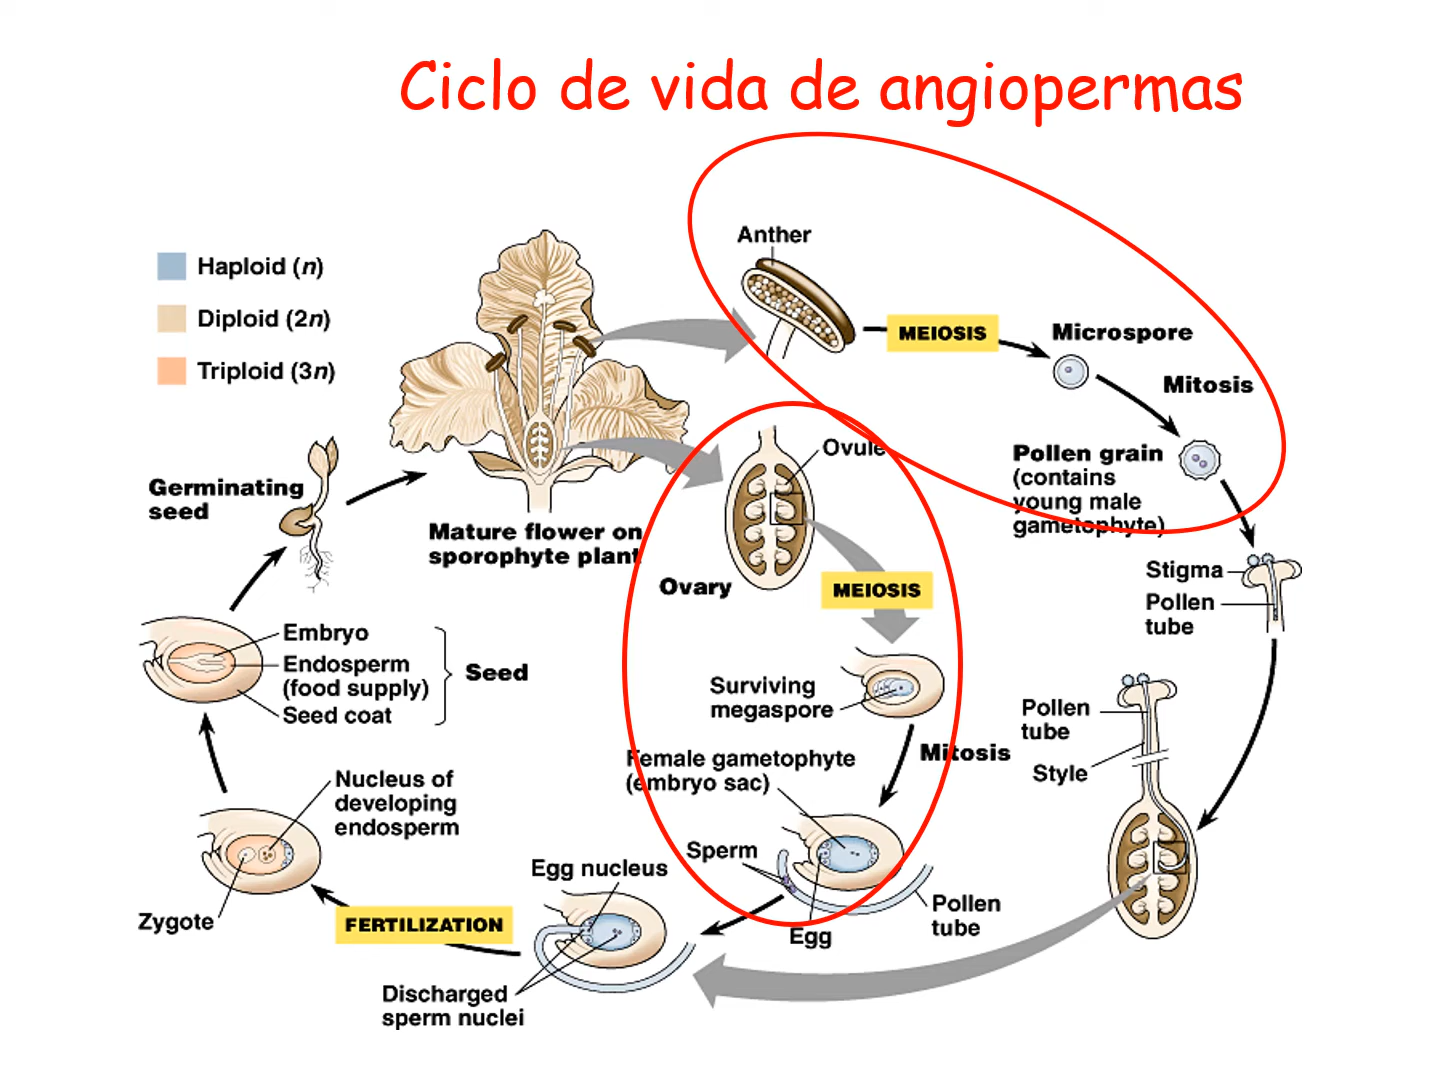 Ciclo de vida de angiopermas
Haploid (n)
Diploid (2n)
Triploid (3n)
Anther
MEIOSIS
Microspore
Mitosis
Pollen grain
(contains
young male
gametophyte)
Stigma
Pollen
tube
Pollen
tube
Style
Ovule
Ovary
MEIOSIS
Surviving
megaspore
Mitosis
Female gametophyte
(embryo sac)
Sperm
Egg
Pollen
tube
Egg nucleus
Discharged
sperm nuclei
FERTILIZATION
Zygote
Nucleus of
developing
endosperm
Embryo
Endosperm
(food supply)
Seed coat
Seed
Germinating
seed
Mature flower on
sporophyte plant